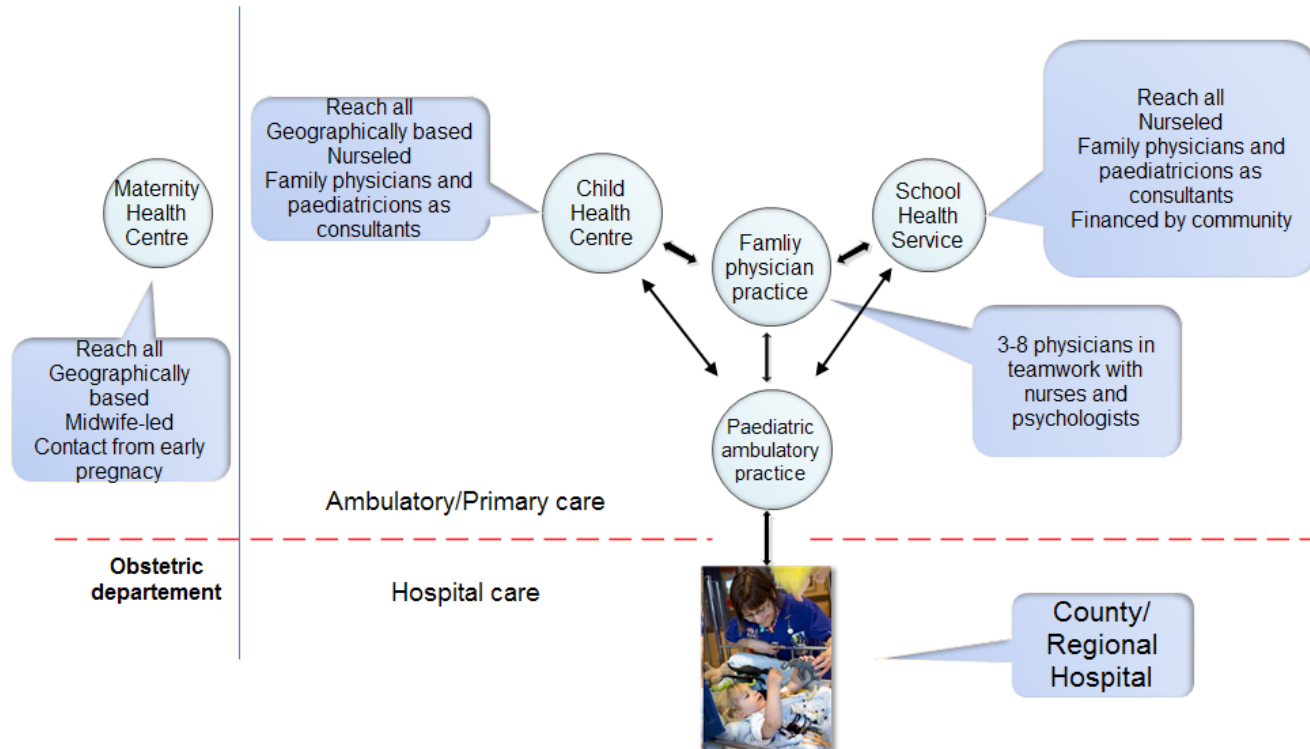 Maternity
Health
Centre
Reach all
Geographically
based
Midwife-led
Contact from early
pregnacy
Obstetric
departement
Reach all
Geographically based
Nurseled
Family physicians and
paediatricions as
consultants
Child
Health
Centre
Famliy
physician
practice
School
Health
Service
Reach all
Nurseled
Family physicians and
paediatricions as
consultants
Financed by community
3-8 physicians in
teamwork with
nurses and
psychologists
Paediatric
ambulatory
practice
Ambulatory/Primary care
Hospital care
County/
Regional
Hospital